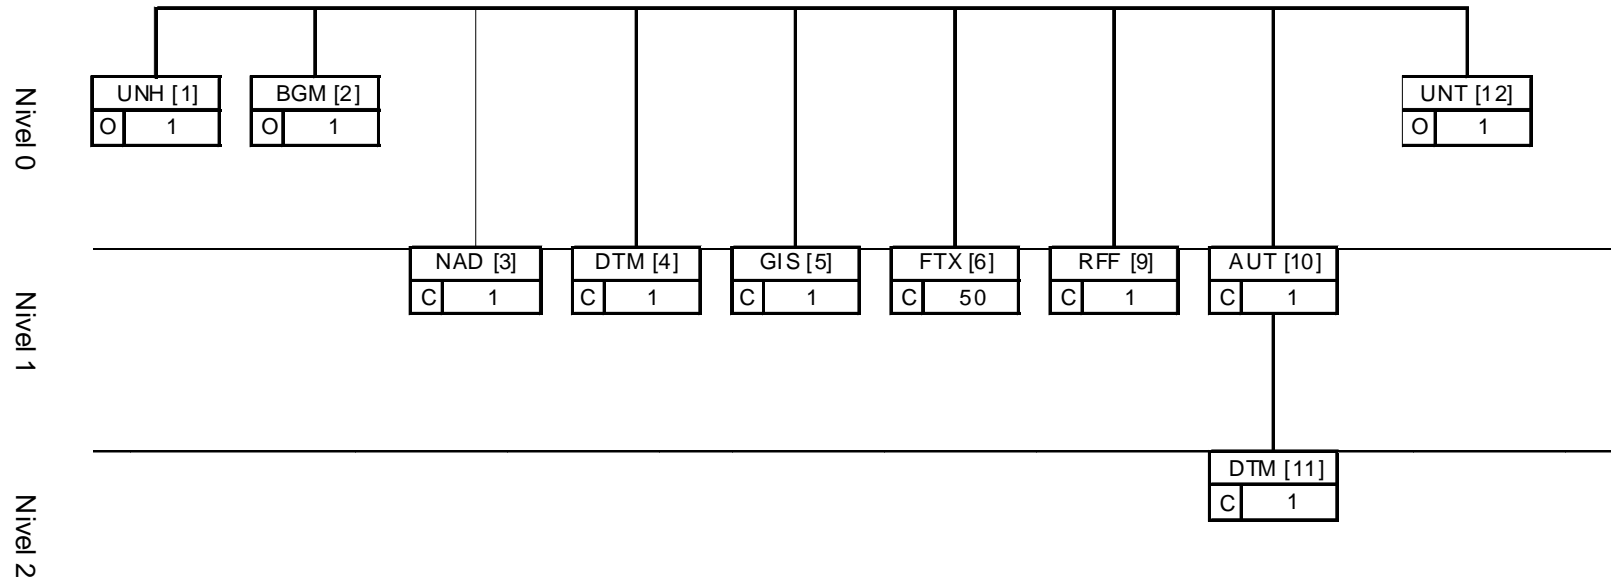 Nivel 0
UNH [1]
O 1
BGM [2]
O 1
UNT [12]
O 1
Nivel 1
NAD [3]
C 1
DTM [4]
C 1
GIS [5]
C 1
FTX [6]
C 50
RFF [9]
C 1
AUT [10]
C 1
Nivel 2
DTM [11]
C 1